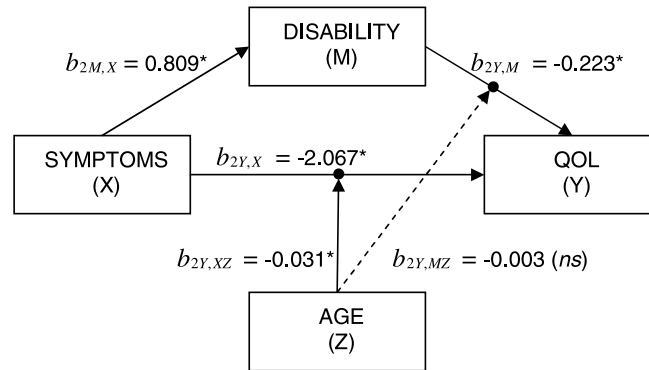 DISABILITY
(M)
b2M,X = 0.809*
b2Y,M = -0.223*
SYMPTOMS
(X)
b2Y,X = -2.067*
QOL
(Y)
b2Y,XZ = -0.031*
b2Y,MZ = -0.003 (ns)
AGE
(Z)